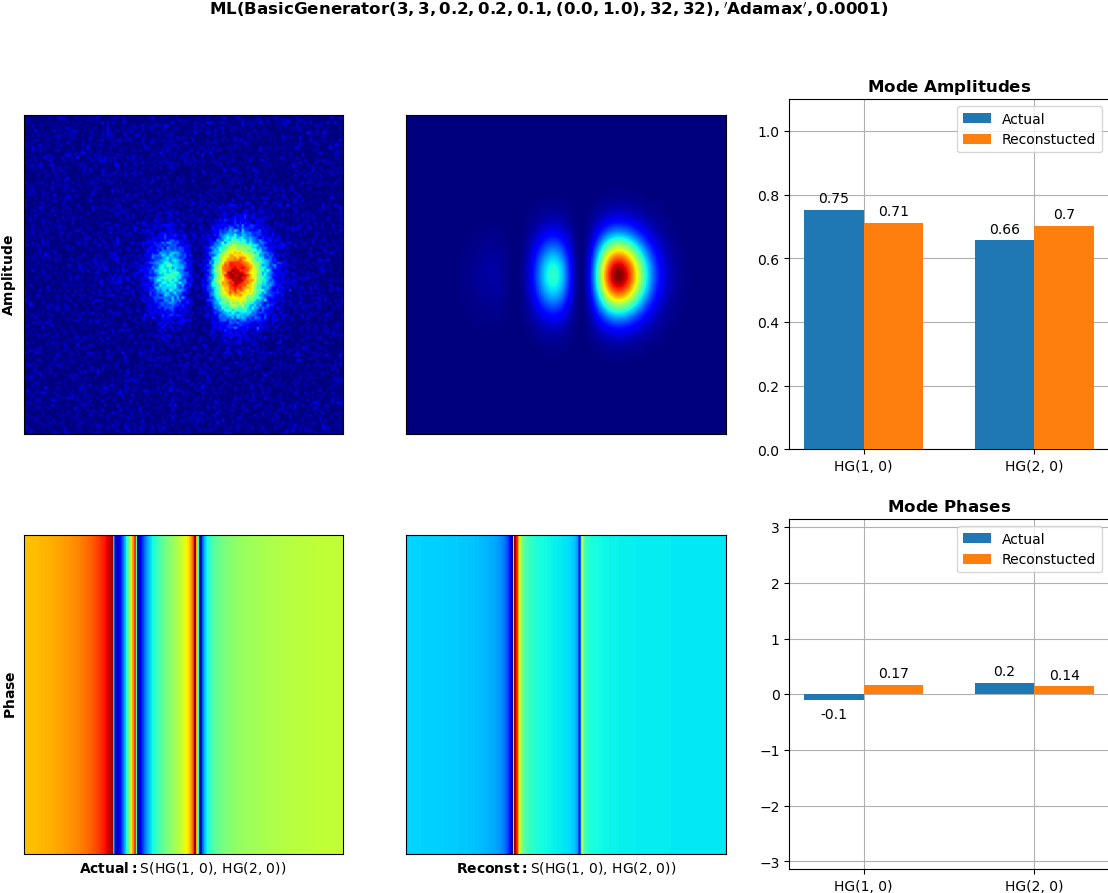 ML(BasicGenerator(3, 3, 0.2, 0.2, 0.1, (0.0, 1.0), 32, 32), ′Adamax′, 0.0001)
Amplitude
Mode Amplitudes
Actual
Reconstucted
1.0
0.8
0.6
0.4
0.2
0.0
0.75
0.71
0.66
0.7
HG(1, 0)
HG(2, 0)
Phase
Actual: S(HG(1, 0), HG(2, 0))
Reconst: S(HG(1, 0), HG(2, 0))
Mode Phases
Actual
Reconstucted
3
2
1
0
−1
−2
−3
-0.1
0.17
0.2
0.14
HG(1, 0)
HG(2, 0)